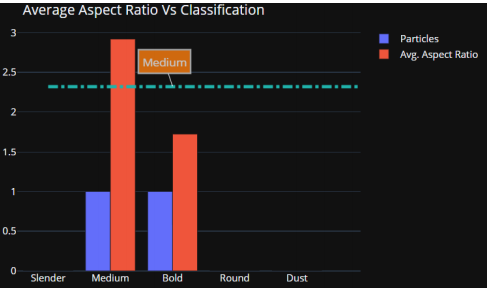 Average Aspect Ratio Vs Classification
3
2.5
2
1.5
1
0.5
0
Medium
Slender Medium Bold Round Dust
Particles
Avg. Aspect Ratio